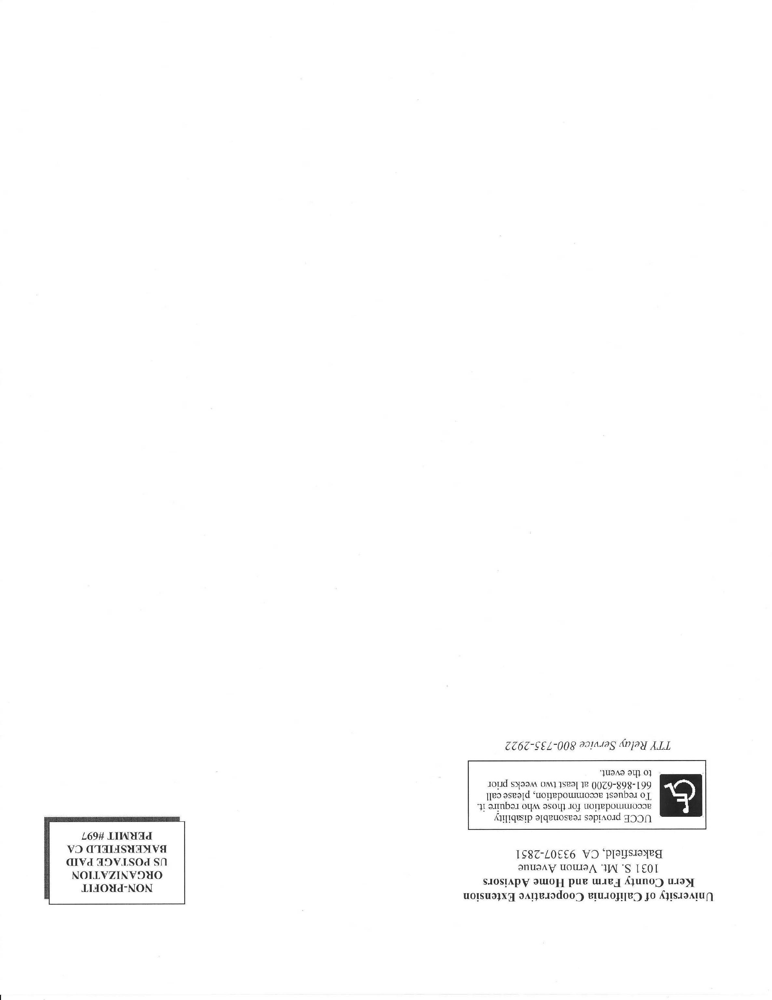 University of California Cooperative Extension
Kern County Farm and Home Advisors
1031 S. Mt. Vernon Avenue
Bakersfield, CA 93307-2851
UCCE provides reasonable disability
accommodation for those who require it.
To request accommodation, please call
661-868-6200 at least two weeks prior
to the event.
TTY Relay Service 800-735-2922
NON-PROFIT
ORGANIZATION
US POSTAGE PAID
BAKERSFIELD CA
PERMIT #697